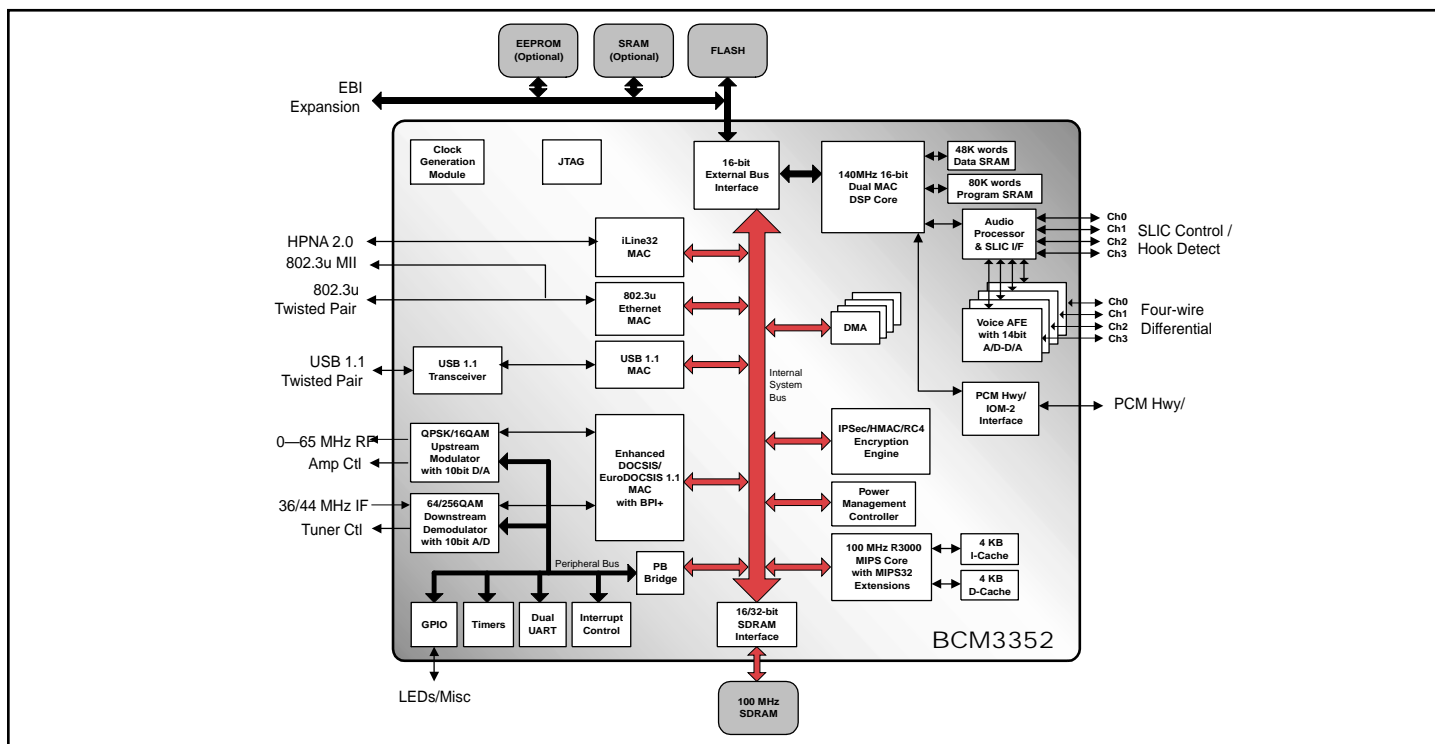 EEPROM
(Optional)
SRAM
(Optional)
FLASH
EBI
Expansion
Clock
Generation
Module
JTAG
16-bit
External Bus
Interface
140MHz 16-bit
Dual MAC
DSP Core
48K words
Data SRAM
80K words
Program SRAM
Audio
Processor
& SLIC I/F
Ch0
Ch1
Ch2
Ch3
SLIC Control /
Hook Detect
HPNA 2.0
802.3u MII
802.3u
Twisted Pair
iLine32
MAC
802.3u
Ethernet
MAC
DMA
Voice AFE
with 14bit
A/D-D/A
Ch0
Ch1
Ch2
Ch3
Four-wire
Differential
USB 1.1
Twisted Pair
USB 1.1
Transceiver
USB 1.1
MAC
Internal
System
Bus
PCM Hwy/
IOM-2
Interface
PCM Hwy/
0—65 MHz RF
Amp Ctl
QPSK/16QAM
Upstream
Modulator
with 10bit D/A
Enhanced
DOCSIS/
EuroDOCSIS 1.1
MAC
with BPI+
IPSec/HMAC/RC4
Encryption
Engine
36/44 MHz IF
Tuner Ctl
64/256QAM
Downstream
Demodulator
with 10bit A/D
Power
Management
Controller
Peripheral Bus
PB
Bridge
100 MHz R3000
MIPS Core
with MIPS32
Extensions
4 KB
I-Cache
4 KB
D-Cache
GPIO
Timers
Dual
UART
Interrupt
Control
16/32-bit
SDRAM
Interface
BCM3352
LEDs/Misc
100 MHz
SDRAM